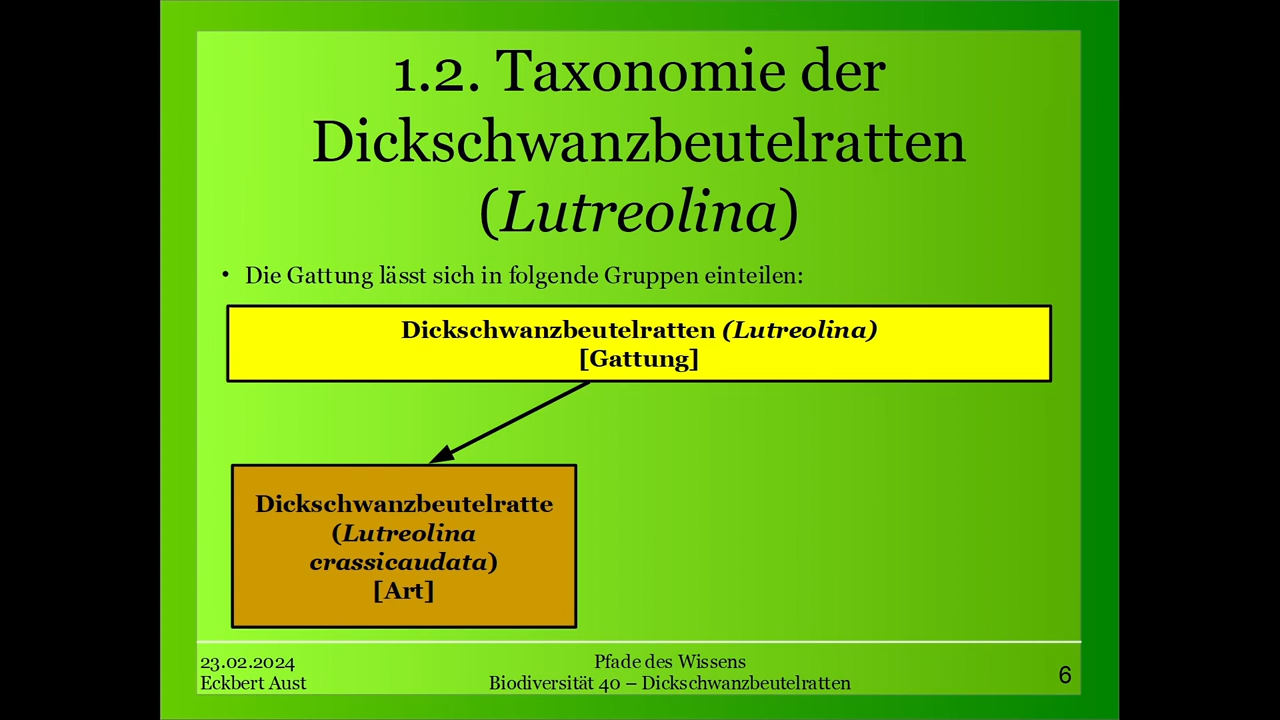 1.2. Taxonomie der
Dickschwanzbeutelratten
(Lutreolina)
• Die Gattung lässt sich in folgende Gruppen einteilen:
Dickschwanzbeutelratten (Lutreolina)
[Gattung]
Dickschwanzbeutelratte
(Lutreolina
crassicaudata)
[Art]
23.02.2024
Eckbert Aust
Pfade des Wissens
Biodiversität 40 – Dickschwanzbeutelratten
6